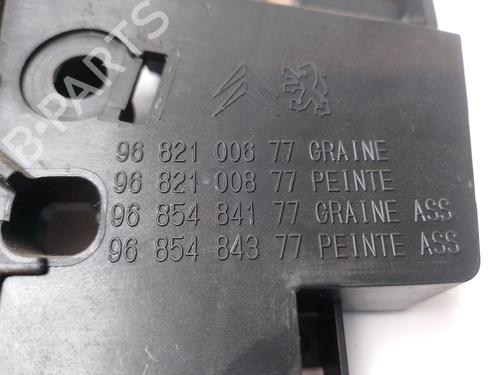 B-PARTS
96 821 006 77 GRAINE
96 821 008 77 PEINTE
96 854 841 77 GRAINE ASS
96 854 843 77 PEINTE ASS